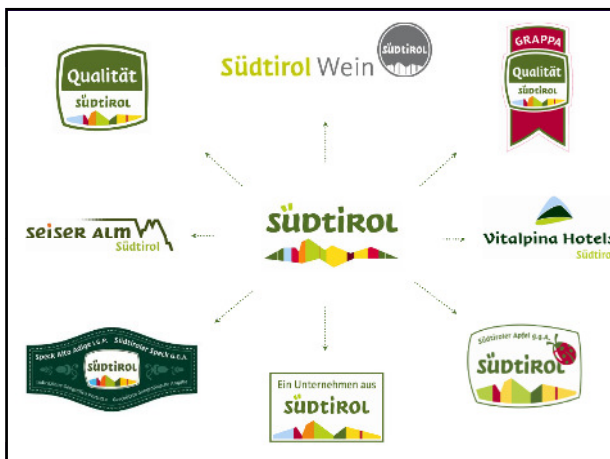 Qualität
SÜDTIROL
Südtirol Wein
SÜDTIROL
GRAPPA
Qualität
SÜDTIROL
SEISER ALM
Südtirol
SÜDTIROL
Vitalpina Hotels
Südtirol
Speck Alto Adige I.G.P. Südtiroler Speck g.g.A.
SÜDTIROL
Ein Unternehmen aus
SÜDTIROL
Südtiroler Apfel g.g.A.
SÜDTIROL